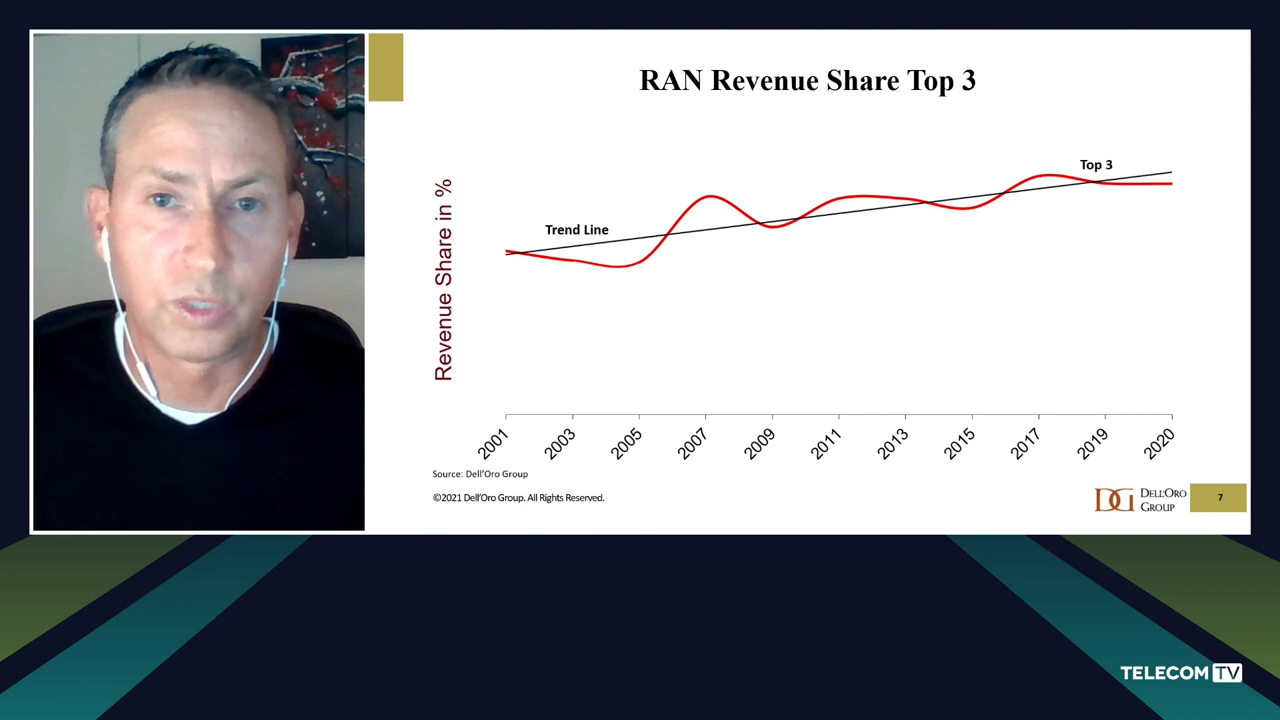 RAN Revenue Share Top 3
Revenue Share in %
Trend Line
Top 3
2001
2003
2005
2007
2009
2011
2013
2015
2017
2019
2020
Source: Dell'Oro Group
©2021 Dell'Oro Group. All Rights Reserved.
DG
DELL'ORO
GROUP
7
TELECOM TV